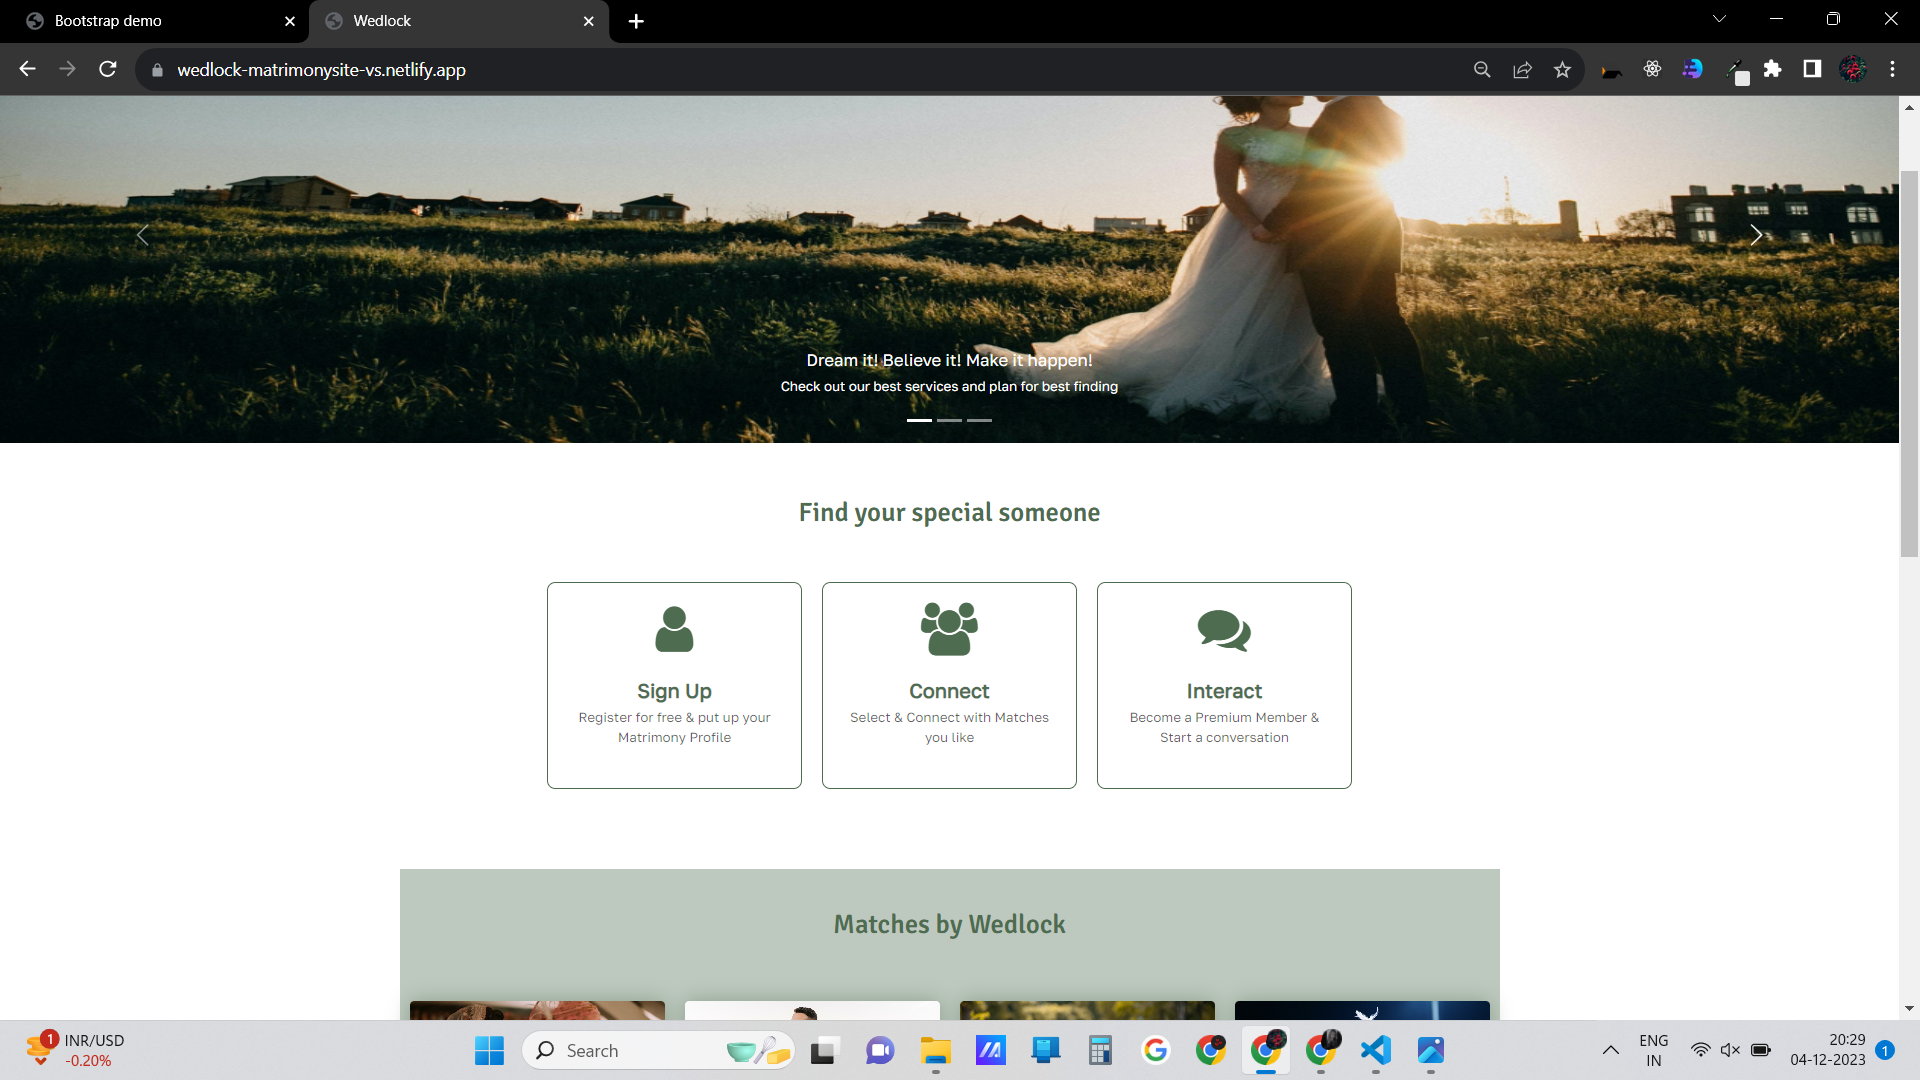 Bootstrap demo
Wedlock
wedlock-matrimonysite-vs.netlify.app
Dream it! Believe it! Make it happen!
Check out our best services and plan for best finding
Find your special someone
Sign Up
Register for free & put up your
Matrimony Profile
Connect
Select & Connect with Matches
you like
Interact
Become a Premium Member &
Start a conversation
Matches by Wedlock
1
INR/USD
-0.20%
Search
ENG
IN
20:29
04-12-2023
1